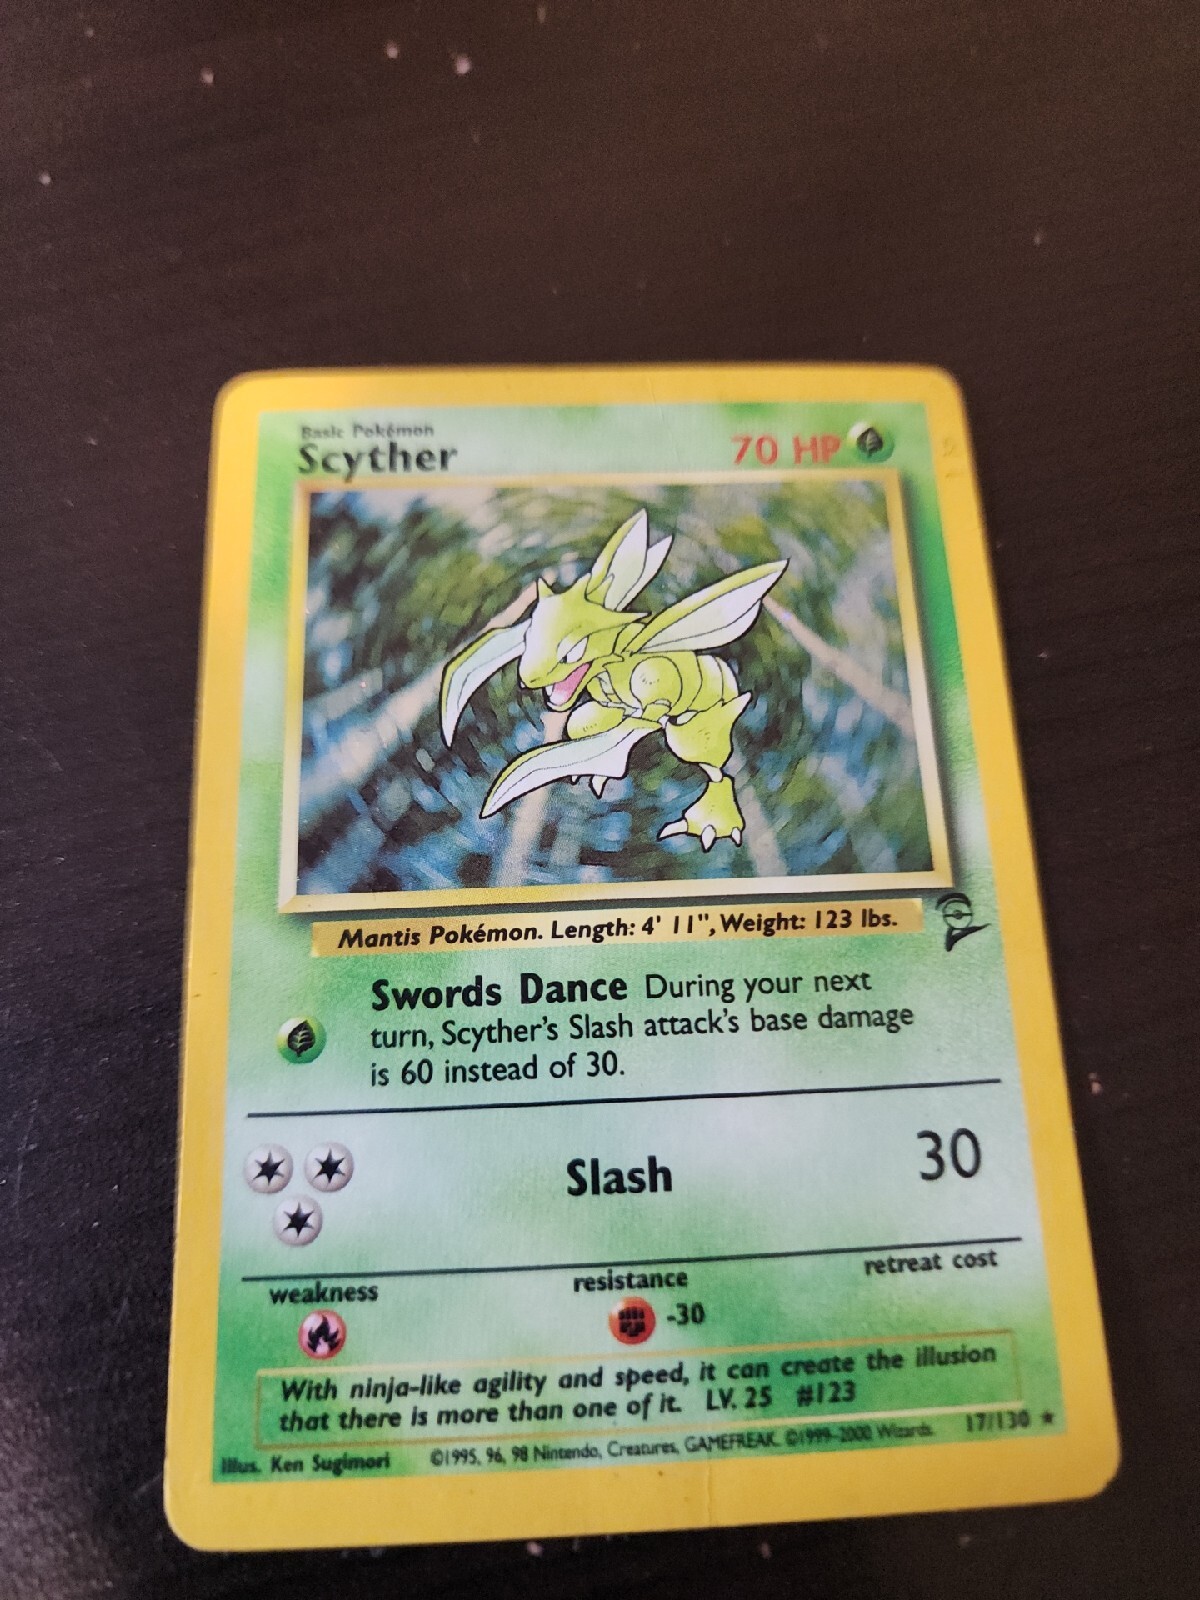 Basic Pokémon
Scyther
70 HP
Mantis Pokémon. Length: 4' 11", Weight: 123 lbs.
Swords Dance During your next
turn, Scyther's Slash attack's base damage
is 60 instead of 30.
Slash 30
weakness resistance retreat cost
-30
With ninja-like agility and speed, it can create the illusion
that there is more than one of it. LV. 25 #123
Illus. Ken Sugimori ©1995, 96, 98 Nintendo, Creatures, GAMEFREAK. ©1999-2000 Wizards. 17/130 ★